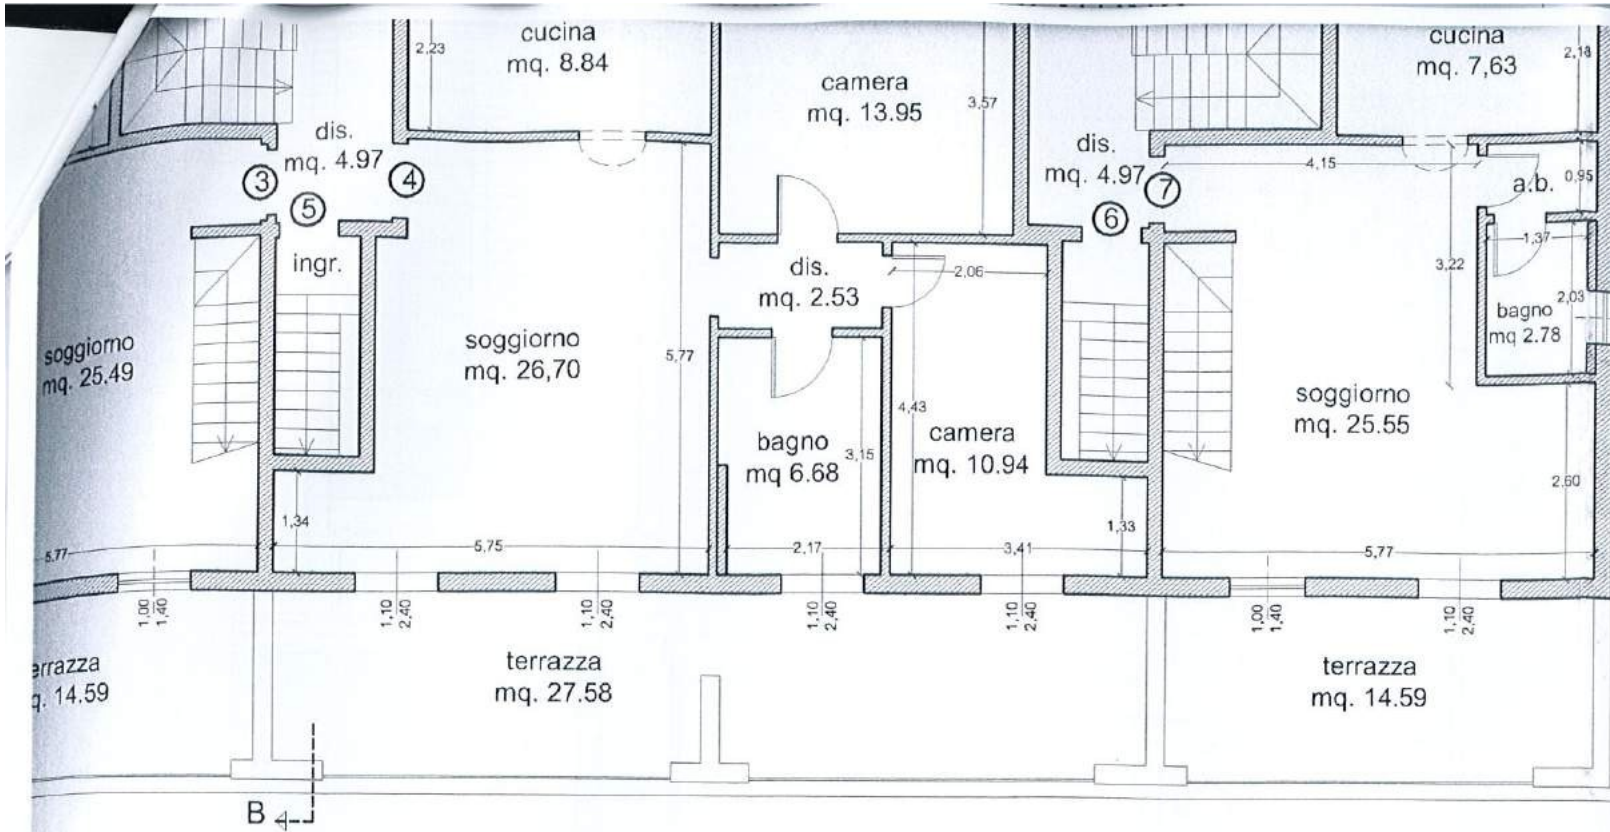 cucina
mq. 8.84
2,23
camera
mq. 13.95
3,57
cucina
mq. 7,63
2,18
dis.
mq. 4.97
3
4
5
ingr.
dis.
mq. 4.97
7
6
4,15
a.b.
0,95
1,37
3,22
2,03
bagno
mq 2.78
dis.
mq. 2.53
2,06
soggiorno
mq. 25.49
soggiorno
mq. 26,70
5,77
4,43
bagno
mq 6.68
3,15
camera
mq. 10.94
soggiorno
mq. 25.55
2,60
1,34
1,33
5,77
5,75
2,17
3,41
5,77
1,00
1,40
1,10
2,40
1,10
2,40
1,10
2,40
1,10
2,40
1,00
1,40
1,10
2,40
errazza
q. 14.59
terrazza
mq. 27.58
terrazza
mq. 14.59
B